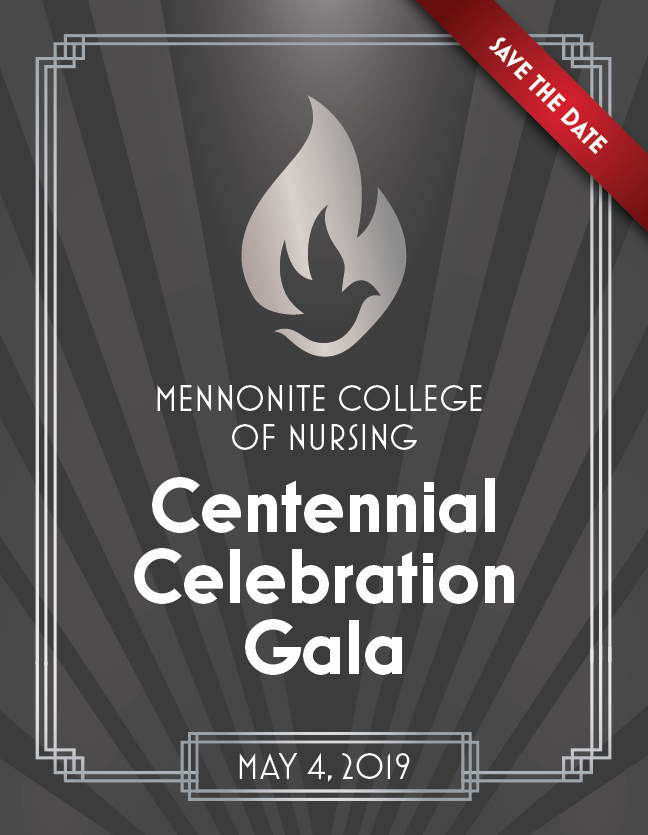 SAVE THE DATE
MENNONITE COLLEGE
OF NURSING
Centennial
Celebration
Gala
MAY 4, 2019